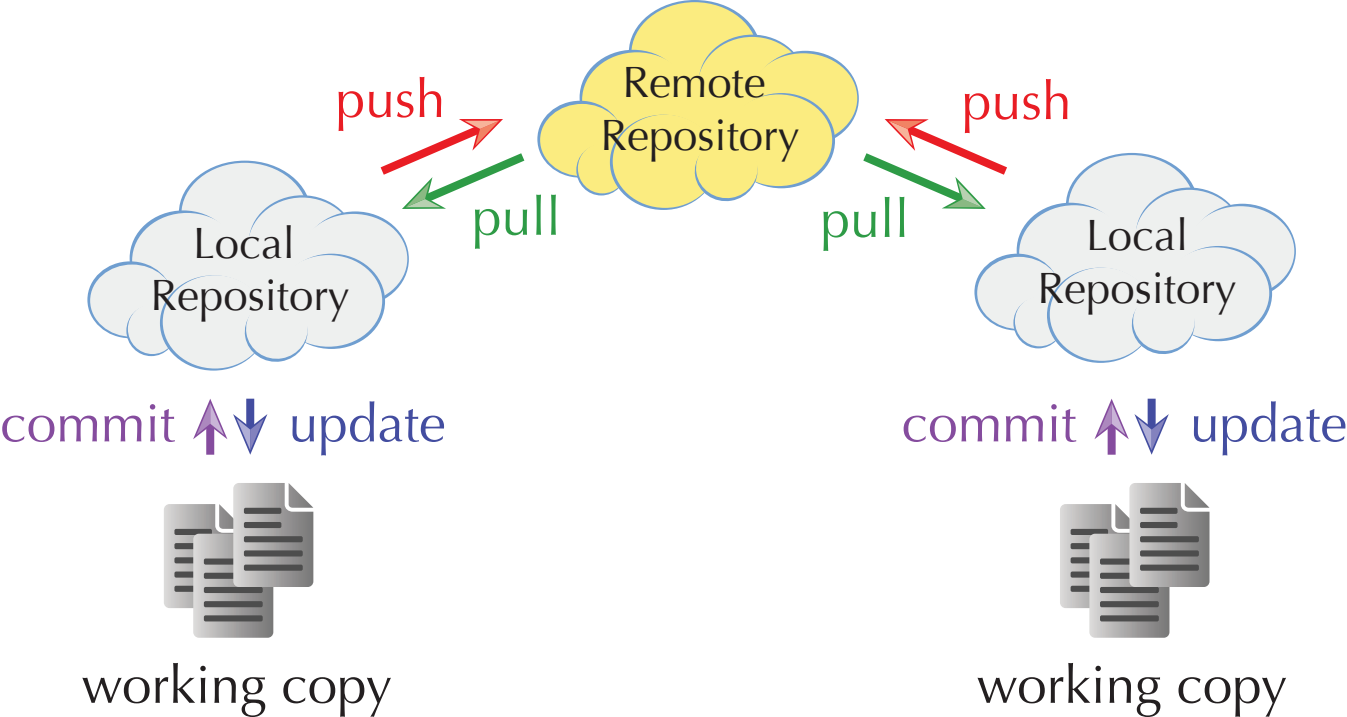 Remote
Repository
push
push
pull
pull
Local
Repository
Local
Repository
commit
update
commit
update
working copy
working copy